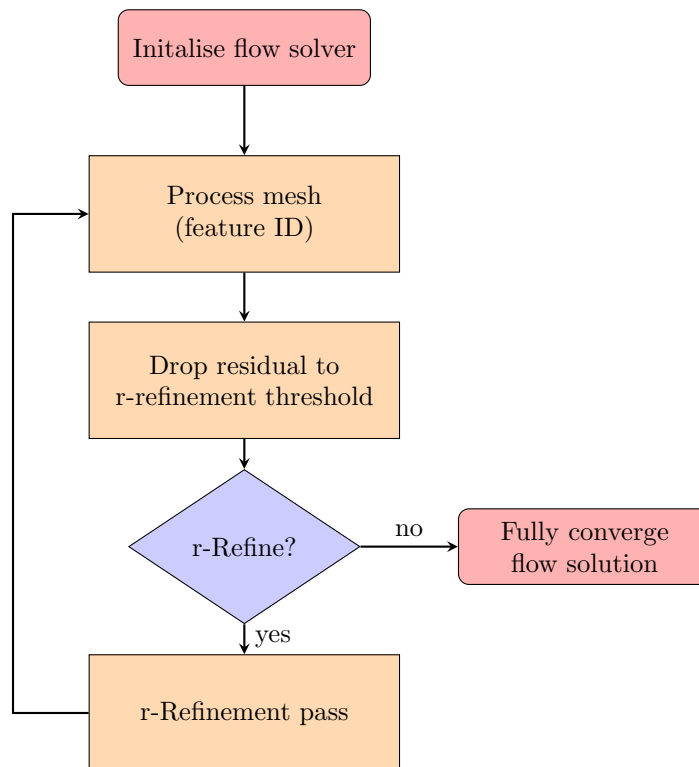 Initalise flow solver
Process mesh
(feature ID)
Drop residual to
r-refinement threshold
r-Refine?
no
Fully converge
flow solution
yes
r-Refinement pass